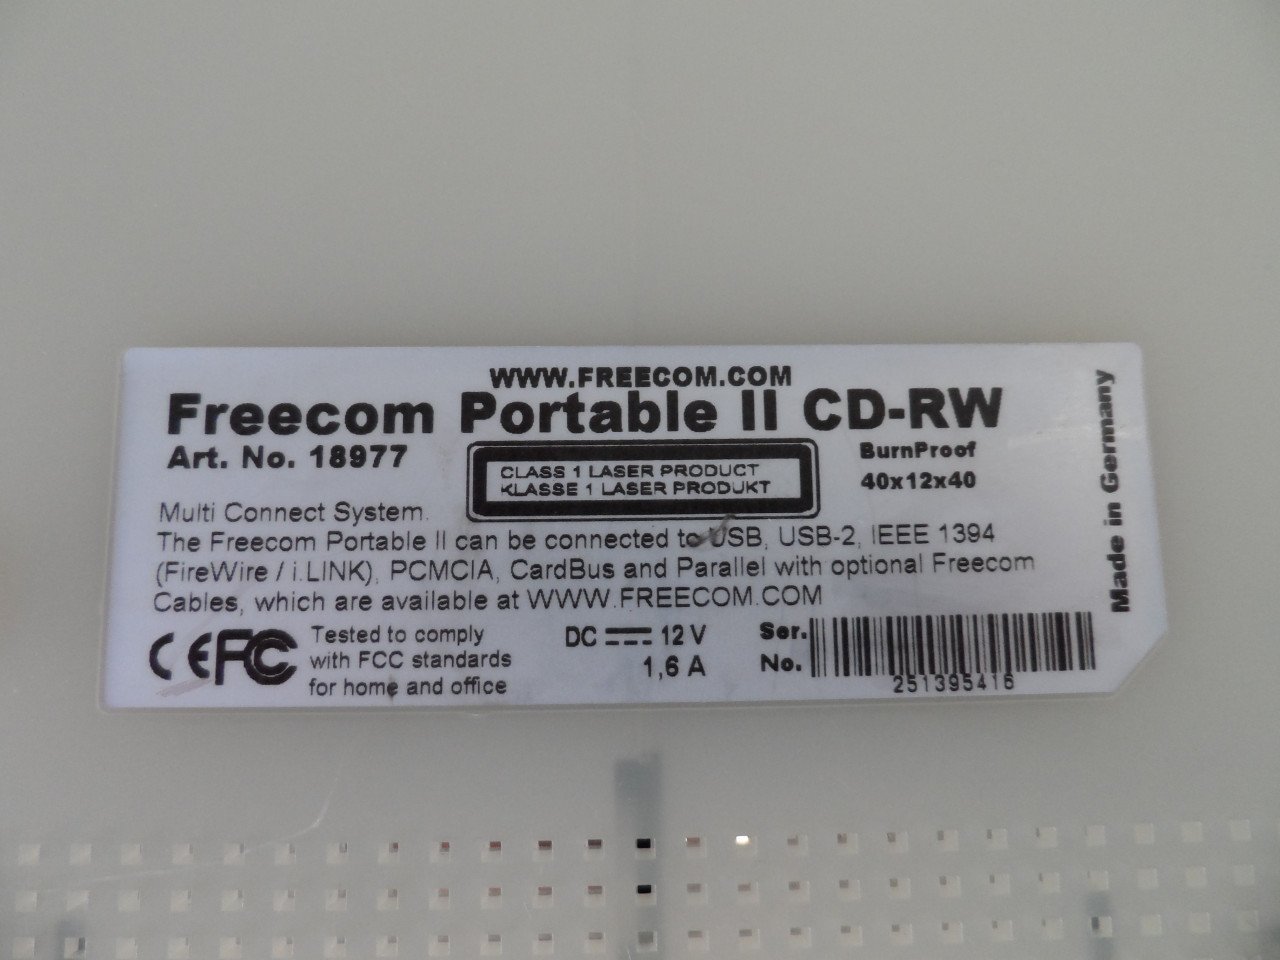 WWW.FREECOM.COM
Freecom Portable II CD-RW
Art. No. 18977
CLASS 1 LASER PRODUCT
KLASSE 1 LASER PRODUKT
BurnProof
40x12x40
Multi Connect System.
The Freecom Portable II can be connected to USB, USB-2, IEEE 1394
(FireWire / i.LINK), PCMCIA, CardBus and Parallel with optional Freecom
Cables, which are available at WWW.FREECOM.COM
CE FC
Tested to comply
with FCC standards
for home and office
DC 12 V
1,6 A
Ser.
No.
251395416
Made in Germany